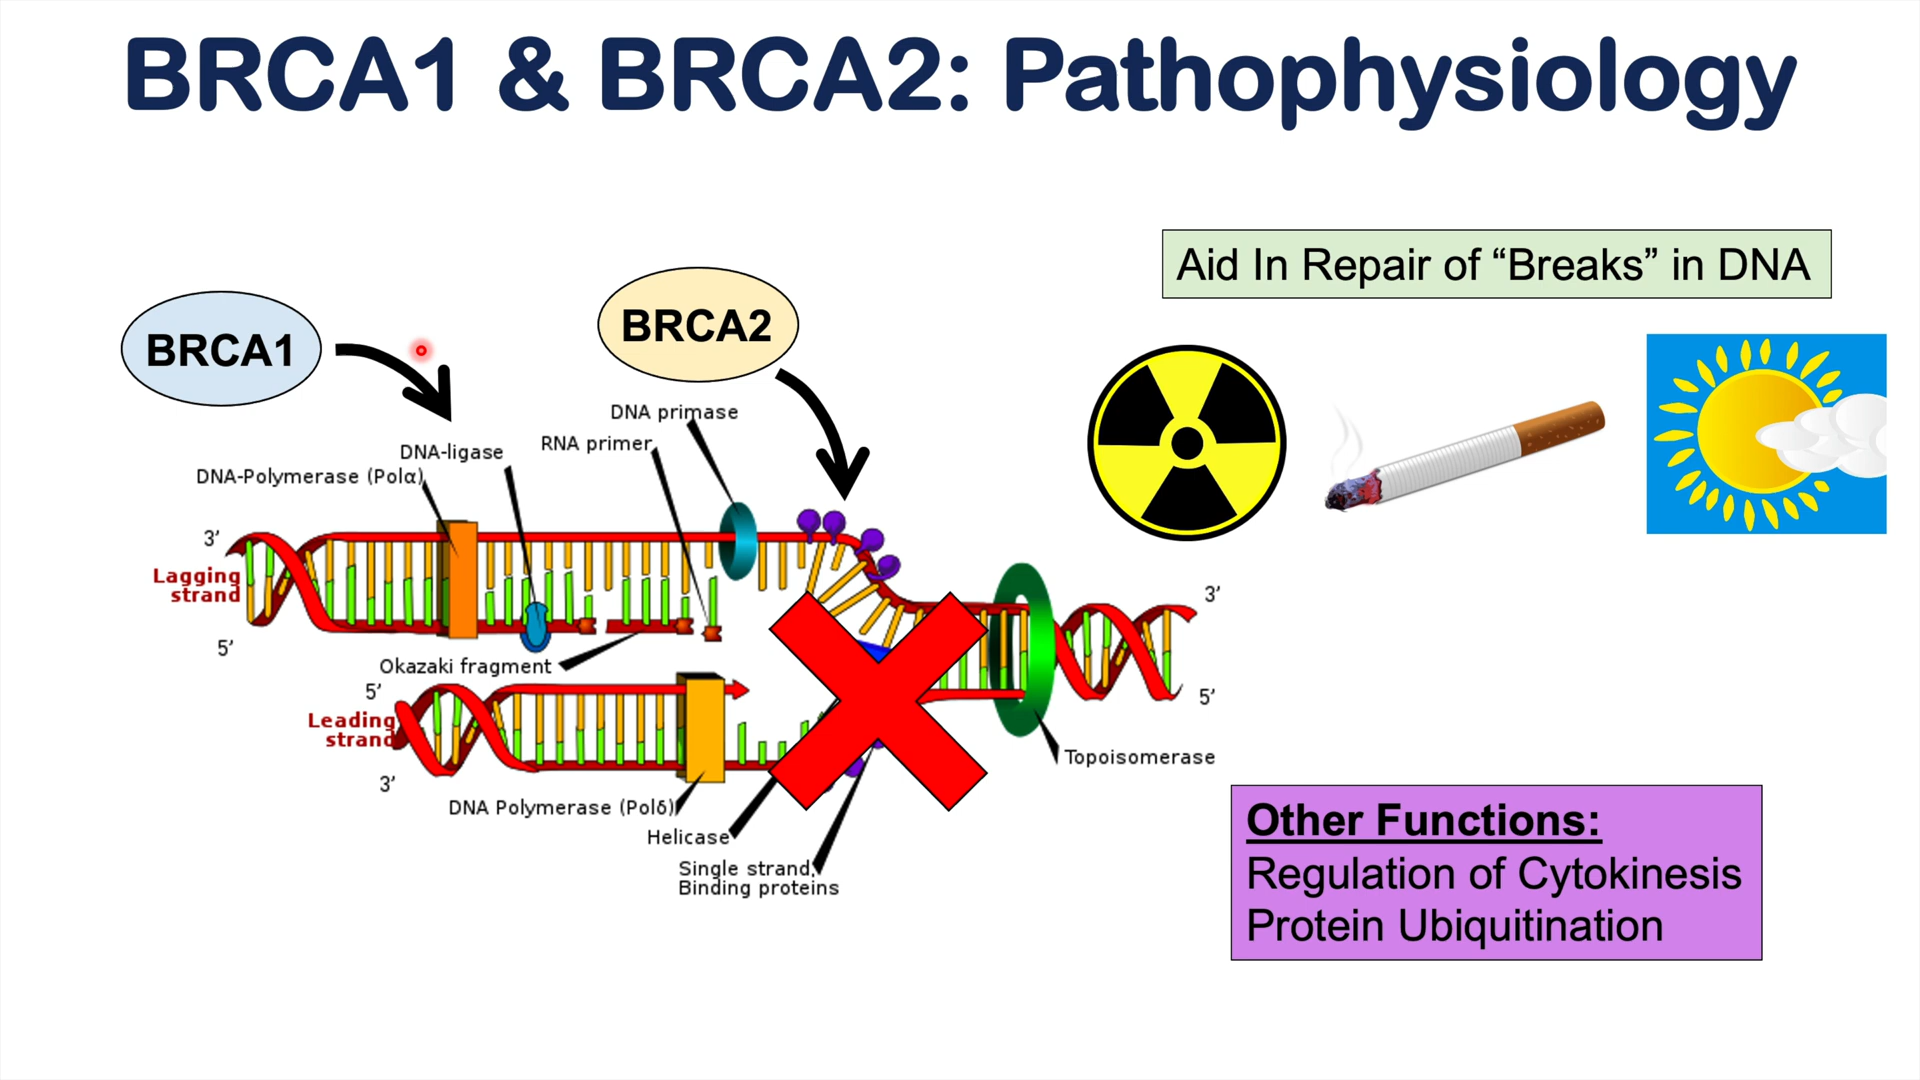 BRCA1 & BRCA2: Pathophysiology
Aid In Repair of “Breaks” in DNA
BRCA1
BRCA2
DNA primase
RNA primer
DNA-ligase
DNA-Polymerase (Polα)
3’
Lagging
strand
5’
Okazaki fragment
5’
Leading
strand
3’
DNA Polymerase (Polδ)
Helicase
Single strand,
Binding proteins
3’
5’
Topoisomerase
Other Functions:
Regulation of Cytokinesis
Protein Ubiquitination